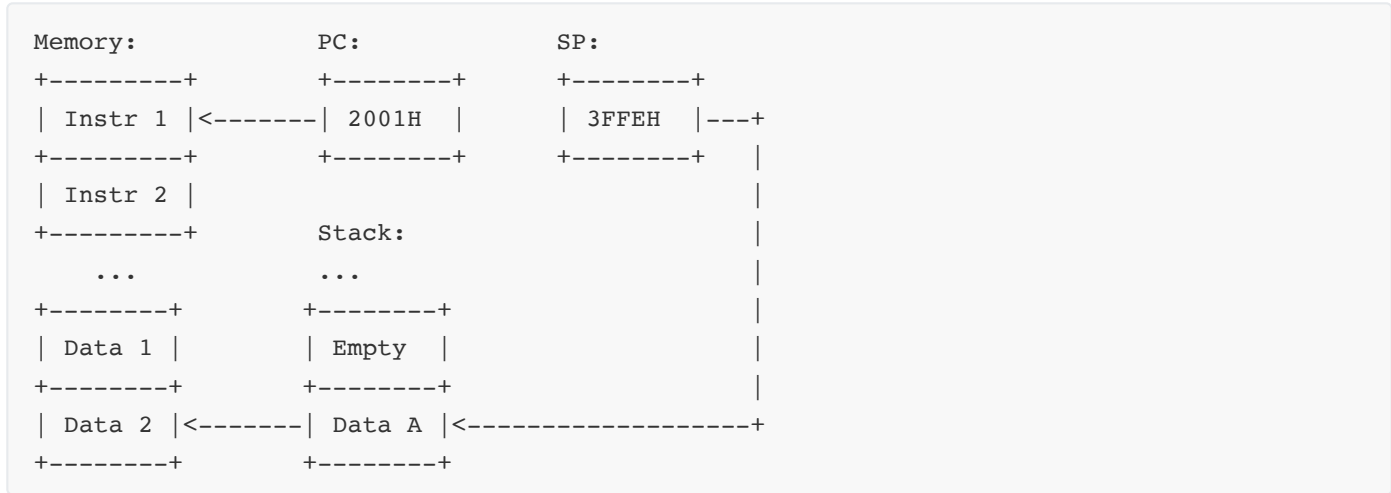 Memory:            PC:             SP:
+---------+        +--------+      +--------+
| Instr 1 |<-------| 2001H  |      | 3FFEH  |---+
+---------+        +--------+      +--------+   |
| Instr 2 |                                     |
+---------+        Stack:                       |
    ...            ...                          |
+--------+        +--------+                    |
| Data 1 |        | Empty  |                    |
+--------+        +--------+                    |
| Data 2 |<-------| Data A |<-------------------+
+--------+        +--------+